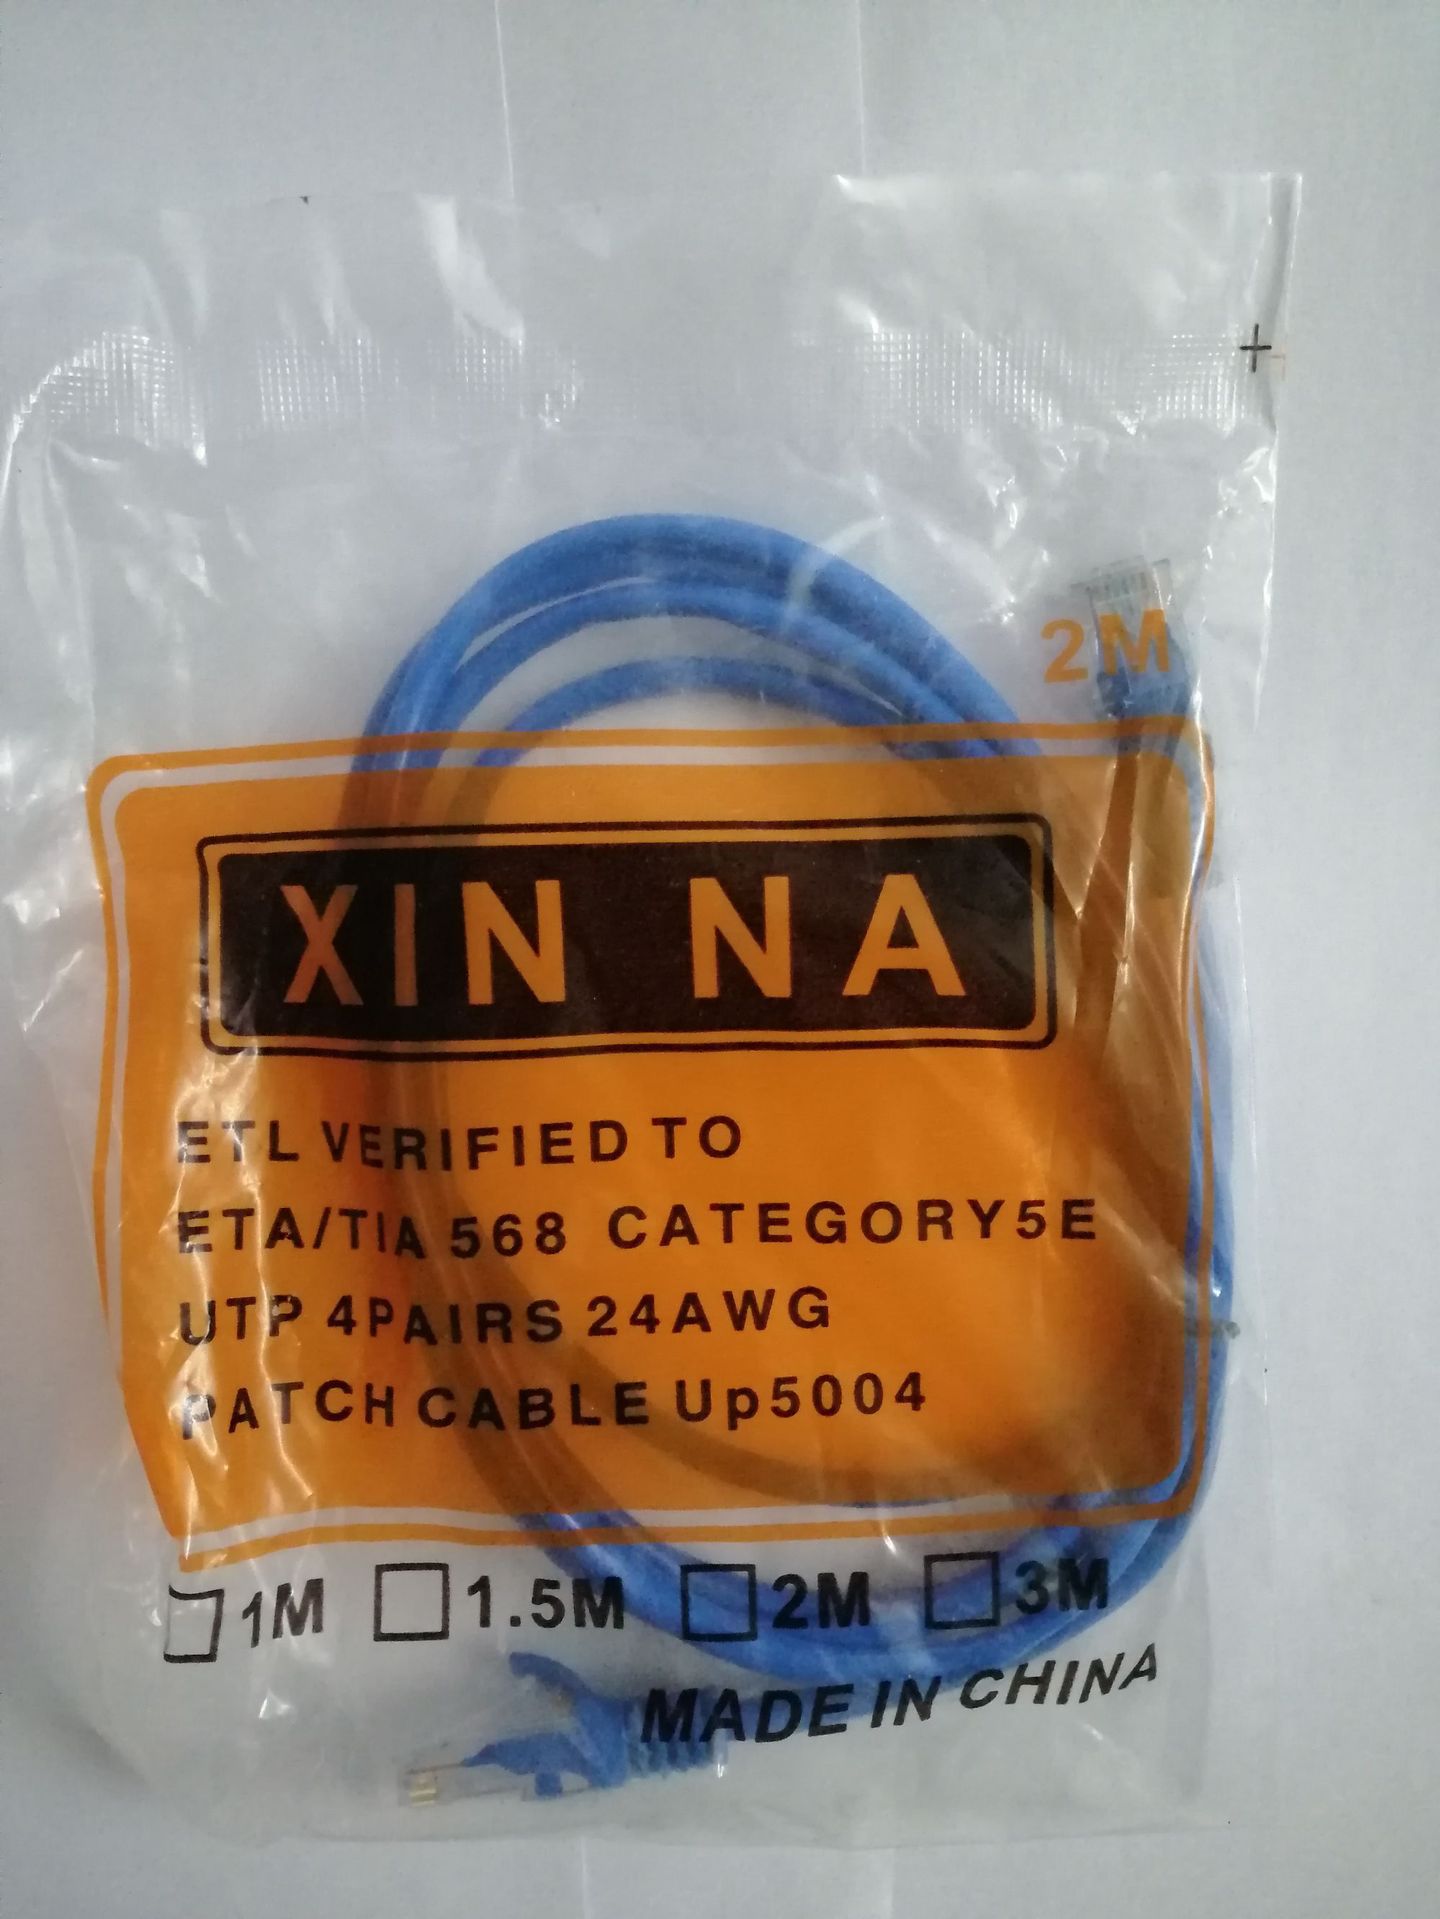 2M
XIN NA
ETL VERIFIED TO
ETA/TIA 568 CATEGORY5E
UTP 4PAIRS 24AWG
PATCH CABLE Up5004
1M 1.5M 2M 3M
MADE IN CHINA